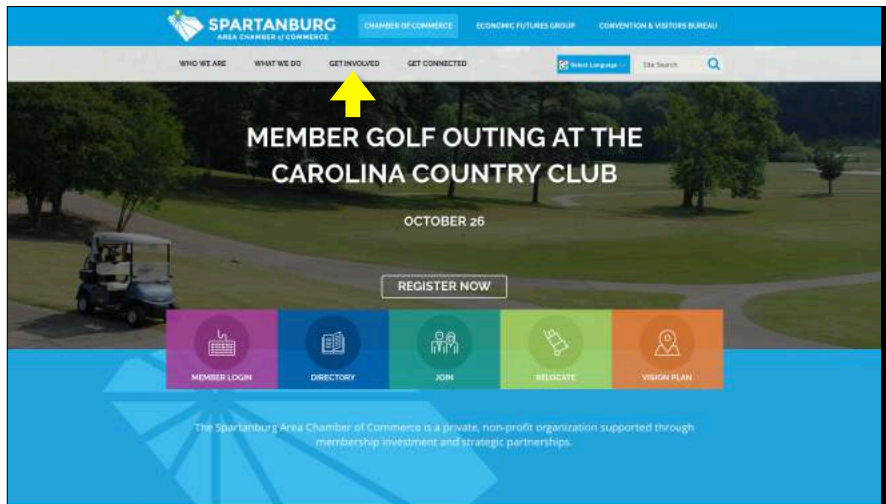 SPARTANBURG
AREA CHAMBER of COMMERCE
CHAMBER OF COMMERCE
ECONOMIC FUTURES GROUP
CONVENTION & VISITORS BUREAU
WHO WE ARE
WHAT WE DO
GET INVOLVED
GET CONNECTED
Select Language
Site Search
MEMBER GOLF OUTING AT THE
CAROLINA COUNTRY CLUB
OCTOBER 26
REGISTER NOW
MEMBER LOGIN
DIRECTORY
JOIN
RELOCATE
VISION PLAN
The Spartanburg Area Chamber of Commerce is a private, non-profit organization supported through
membership investment and strategic partnerships.